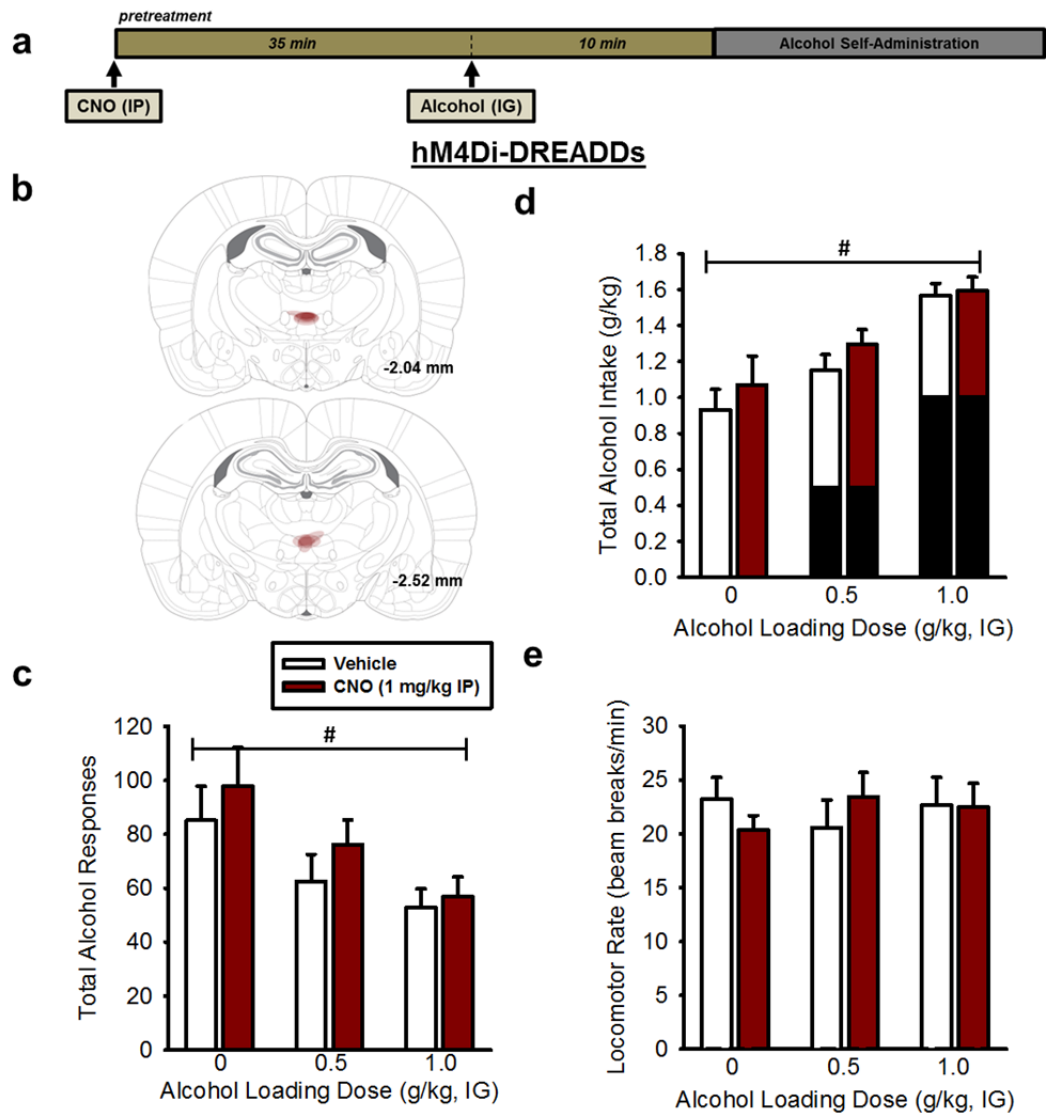 a
pretreatment
35 min
10 min
Alcohol Self-Administration
CNO (IP)
Alcohol (IG)
hM4Di-DREADDs
b
-2.04 mm
-2.52 mm
d
#
Total Alcohol Intake (g/kg)
1.8
1.6
1.4
1.2
1.0
0.8
0.6
0.4
0.2
0.0
0 0.5 1.0
Alcohol Loading Dose (g/kg, IG)
Vehicle
CNO (1 mg/kg IP)
c
#
Total Alcohol Responses
120
100
80
60
40
20
0
0 0.5 1.0
Alcohol Loading Dose (g/kg, IG)
e
Locomotor Rate (beam breaks/min)
30
25
20
15
10
5
0
0 0.5 1.0
Alcohol Loading Dose (g/kg, IG)